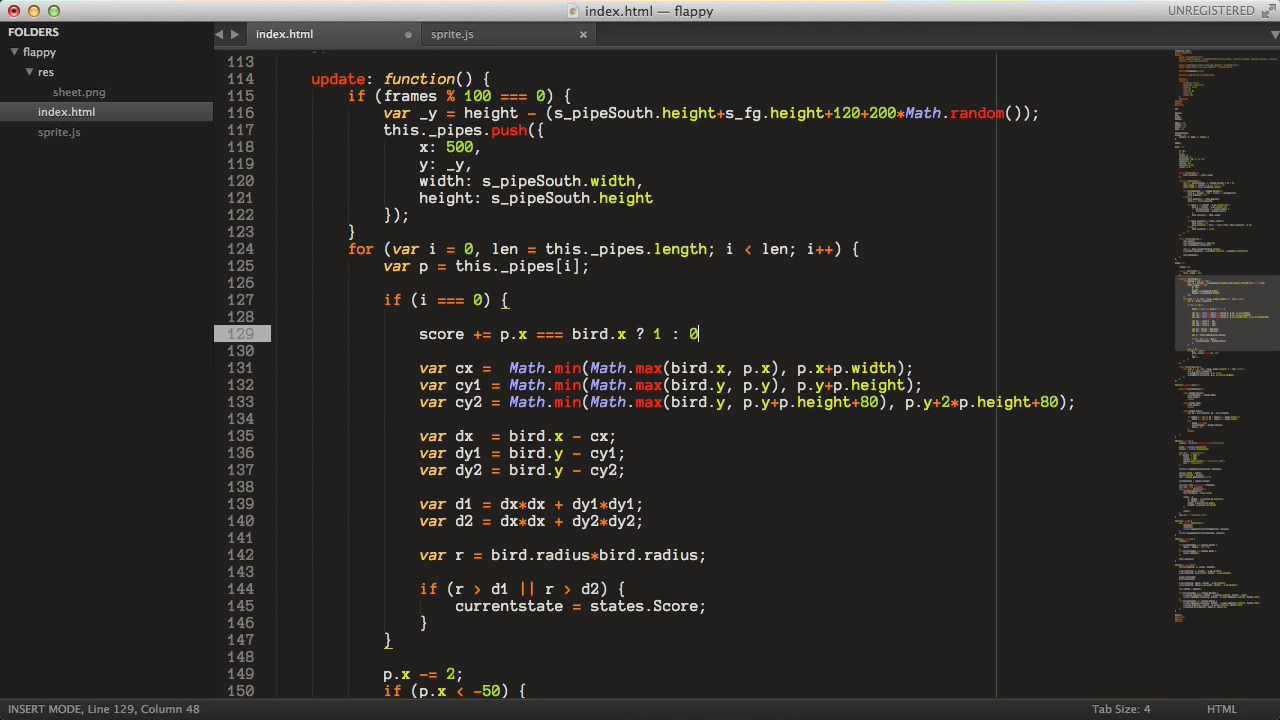 index.html — flappy
UNREGISTERED
FOLDERS
flappy
res
sheet.png
index.html
sprite.js
index.html
sprite.js
113
114 update: function() {
115 if (frames % 100 === 0) {
116 var _y = height - (s_pipeSouth.height+s_fg.height+120+200*Math.random());
117 this._pipes.push({
118 x: 500,
119 y: _y,
120 width: s_pipeSouth.width,
121 height: s_pipeSouth.height
122 });
123 }
124 for (var i = 0, len = this._pipes.length; i < len; i++) {
125 var p = this._pipes[i];
126
127 if (i === 0) {
128
129 score += p.x === bird.x ? 1 : 0
130
131 var cx = Math.min(Math.max(bird.x, p.x), p.x+p.width);
132 var cy1 = Math.min(Math.max(bird.y, p.y), p.y+p.height);
133 var cy2 = Math.min(Math.max(bird.y, p.y+p.height+80), p.y+2*p.height+80);
134
135 var dx = bird.x - cx;
136 var dy1 = bird.y - cy1;
137 var dy2 = bird.y - cy2;
138
139 var d1 = dx*dx + dy1*dy1;
140 var d2 = dx*dx + dy2*dy2;
141
142 var r = bird.radius*bird.radius;
143
144 if (r > d1 || r > d2) {
145 currentstate = states.Score;
146 }
147 }
148
149 p.x -= 2;
150 if (p.x < -50) {
INSERT MODE, Line 129, Column 48
Tab Size: 4
HTML